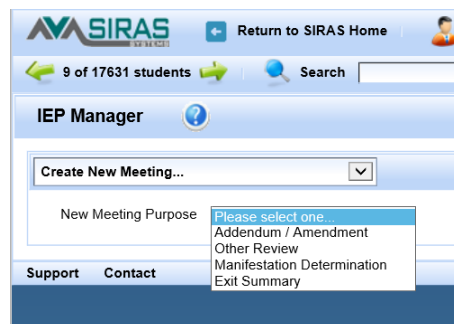 SIRAS
SYSTEMS
Return to SIRAS Home
9 of 17631 students
Search
IEP Manager
?
Create New Meeting...
New Meeting Purpose
Please select one...
Addendum / Amendment
Other Review
Manifestation Determination
Exit Summary
Support Contact